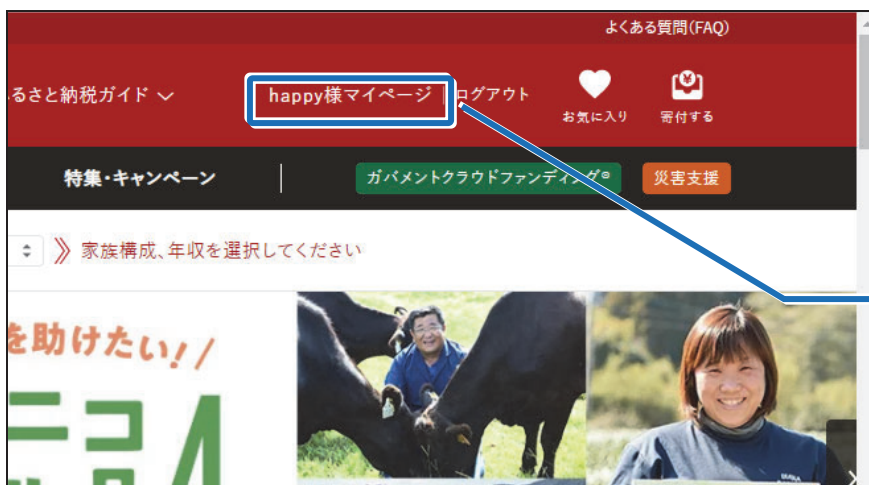 よくある質問(FAQ)
るさと納税ガイド
happy様マイページ
ログアウト
お気に入り
寄付する
特集・キャンペーン
ガバメントクラウドファンディング®
災害支援
家族構成、年収を選択してください
を助けたい!/
ニコ